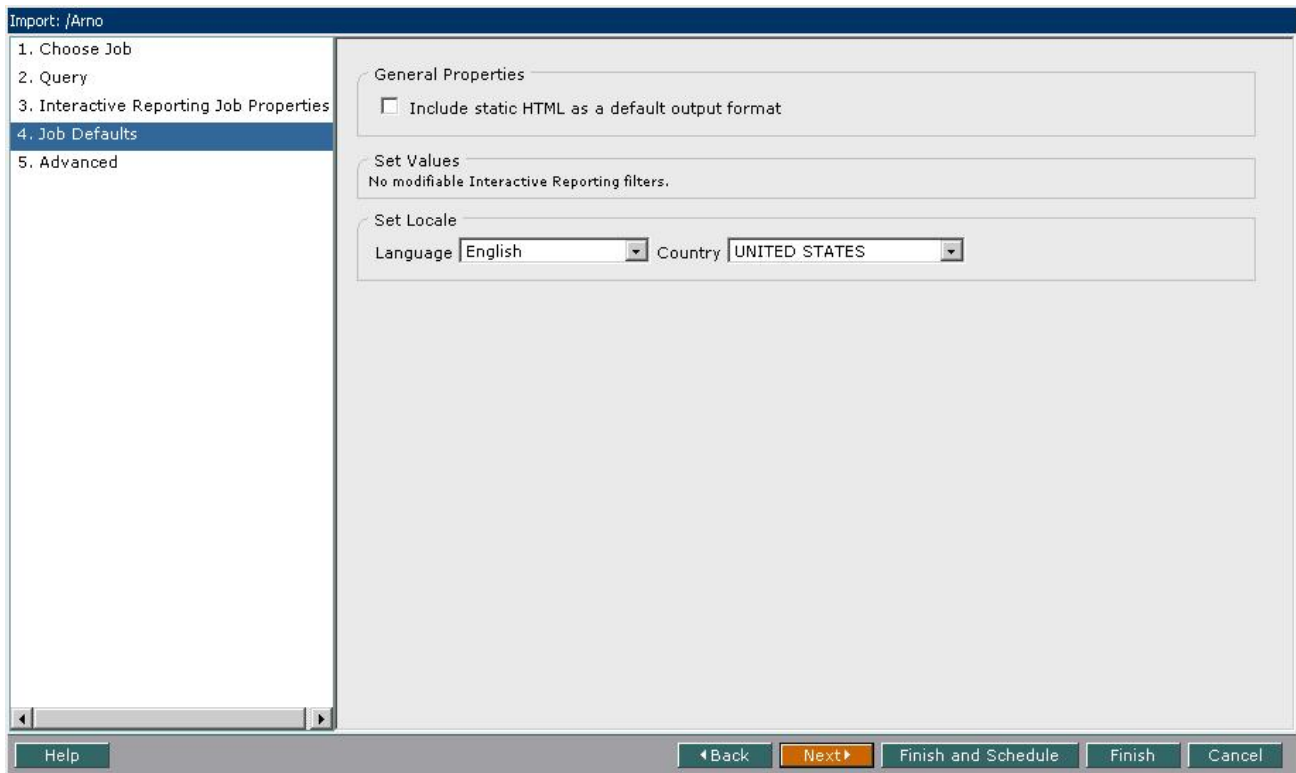 Import: /Arno
1. Choose Job
2. Query
3. Interactive Reporting Job Properties
4. Job Defaults
5. Advanced
General Properties
Include static HTML as a default output format
Set Values
No modifiable Interactive Reporting filters.
Set Locale
Language English Country UNITED STATES
Help Back Next Finish and Schedule Finish Cancel